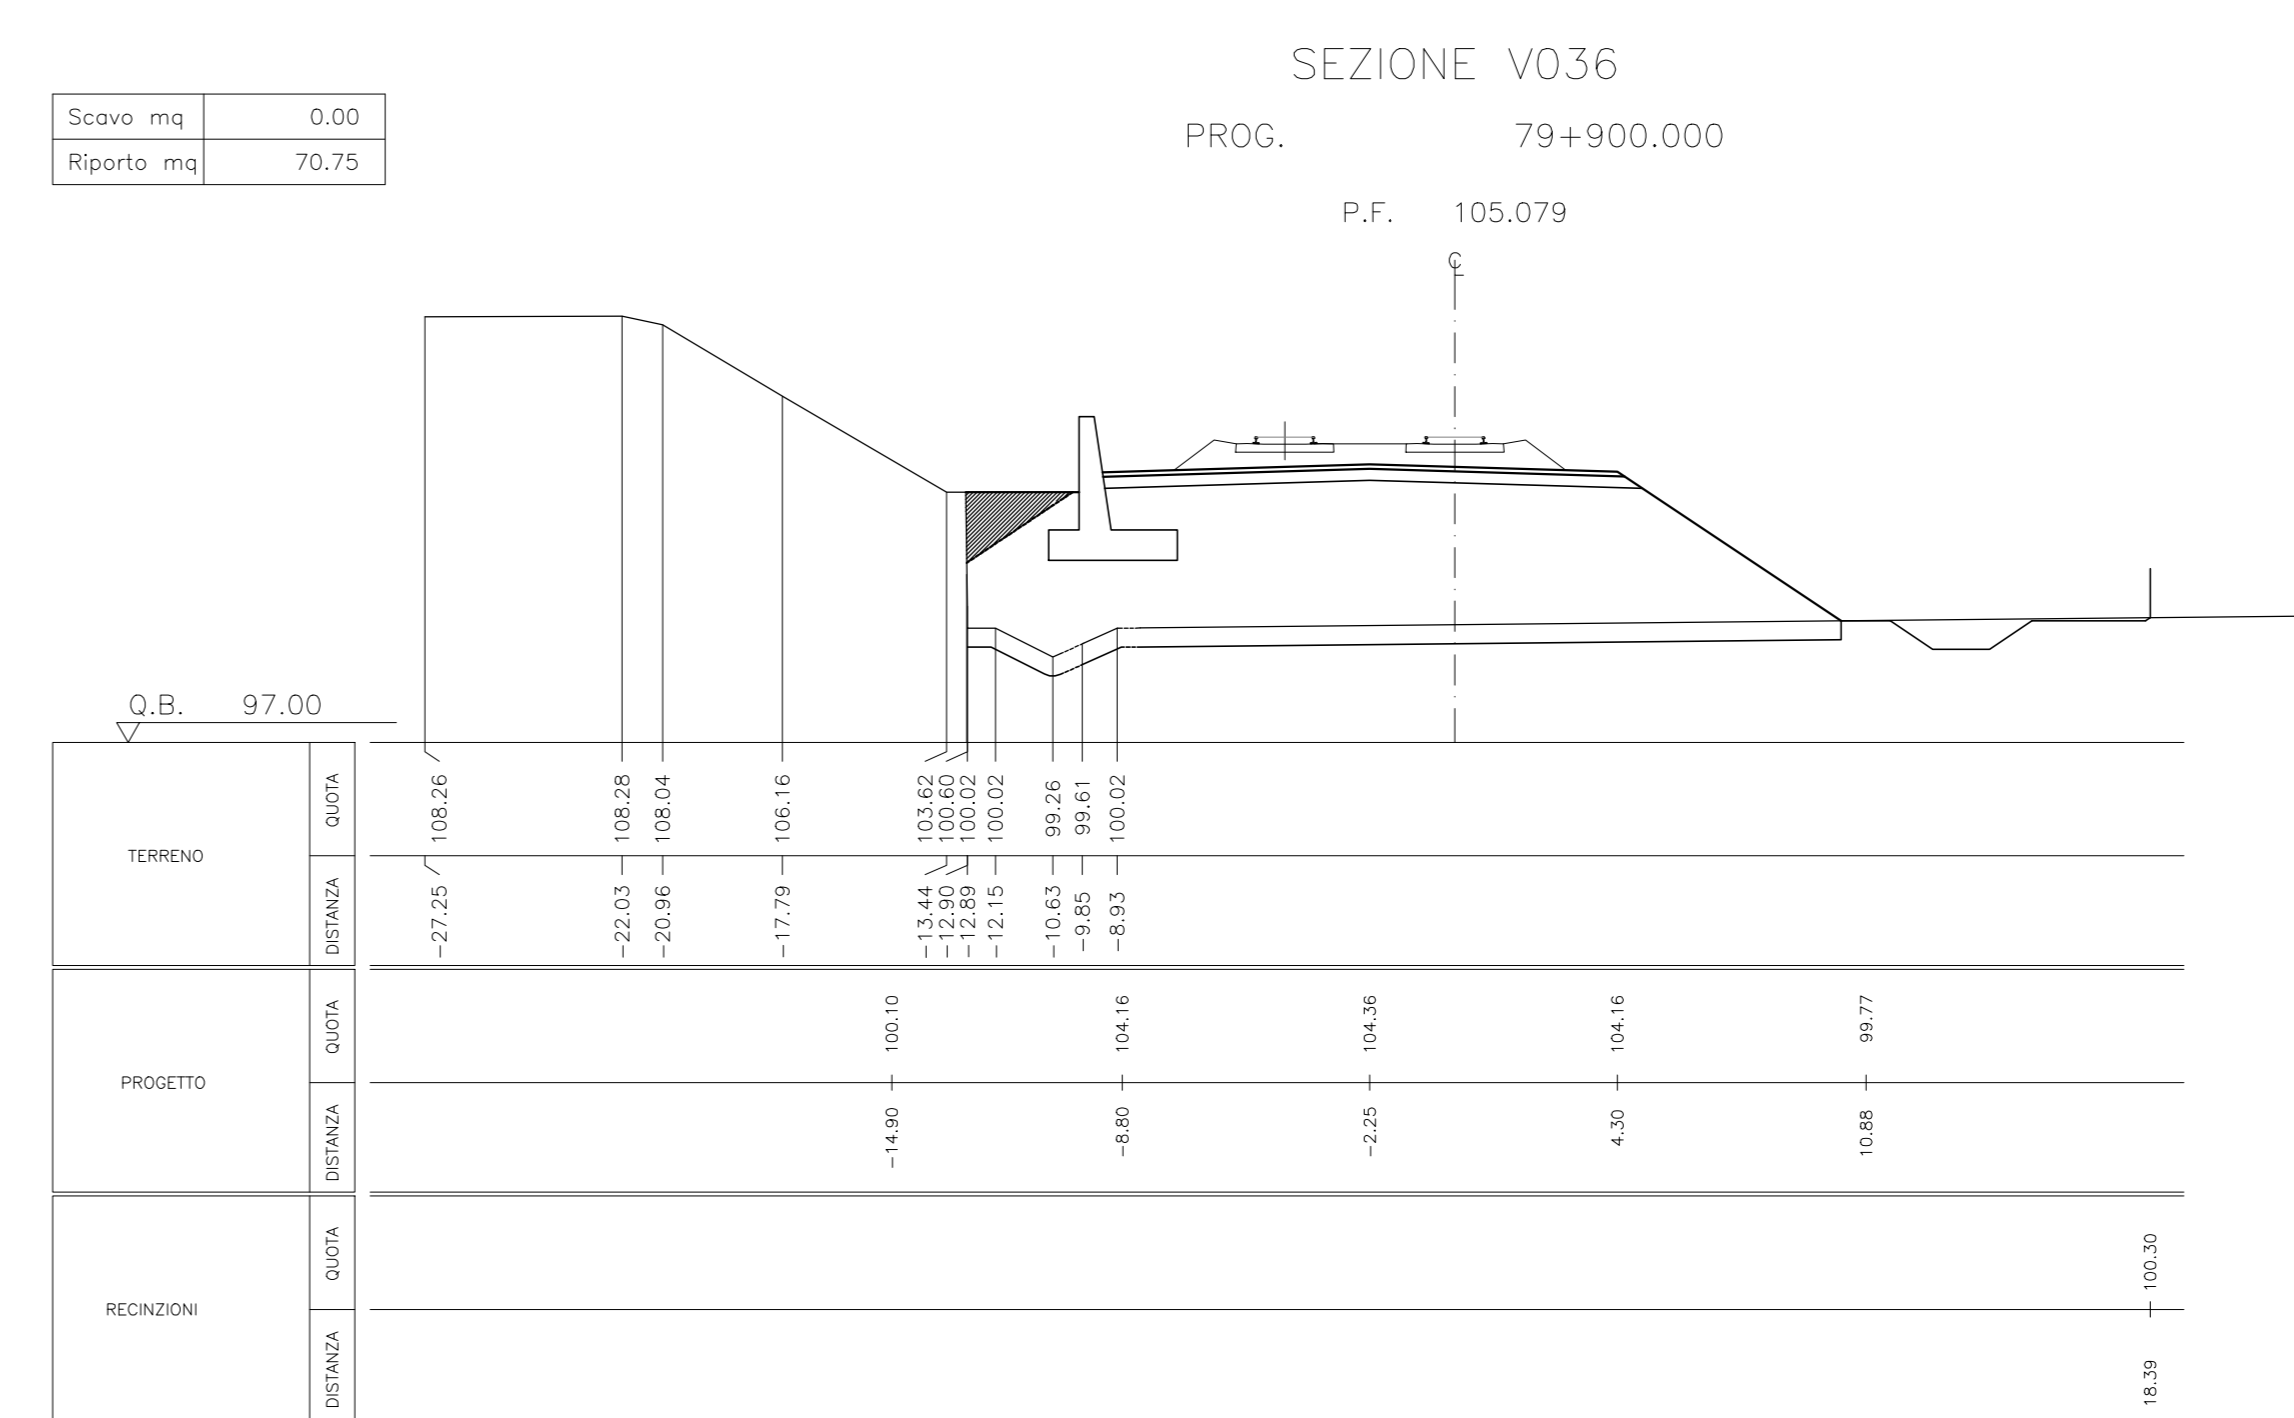 SEZIONE V036
PROG. 79+900.000
P.F. 105.079
Scavo mq 0.00
Riporto mq 70.75
Q.B. 97.00
TERRENO
QUOTA
108.26 108.28 108.04 106.16 103.62 100.60 100.02 100.02 99.26 99.61 100.02
DISTANZA
-27.25 -22.03 -20.96 -17.79 -13.44 -12.90 -12.89 -12.15 -10.63 -9.85 -8.93
PROGETTO
QUOTA
100.10 104.16 104.36 104.16 99.77
DISTANZA
-14.90 -8.80 -2.25 4.30 10.88
RECINZIONI
QUOTA
100.30
DISTANZA
18.39